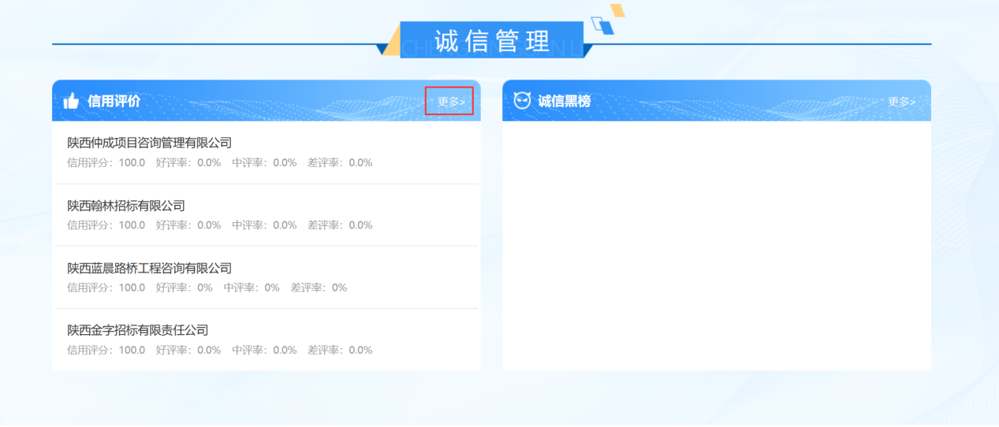 诚信管理
信用评价 更多>
陕西仲成项目咨询管理有限公司
信用评分：100.0 好评率：0.0% 中评率：0.0% 差评率：0.0%
陕西翰林招标有限公司
信用评分：100.0 好评率：0.0% 中评率：0.0% 差评率：0.0%
陕西蓝晨路桥工程咨询有限公司
信用评分：100.0 好评率：0% 中评率：0% 差评率：0%
陕西金字招标有限责任公司
信用评分：100.0 好评率：0.0% 中评率：0.0% 差评率：0.0%
诚信黑榜 更多>